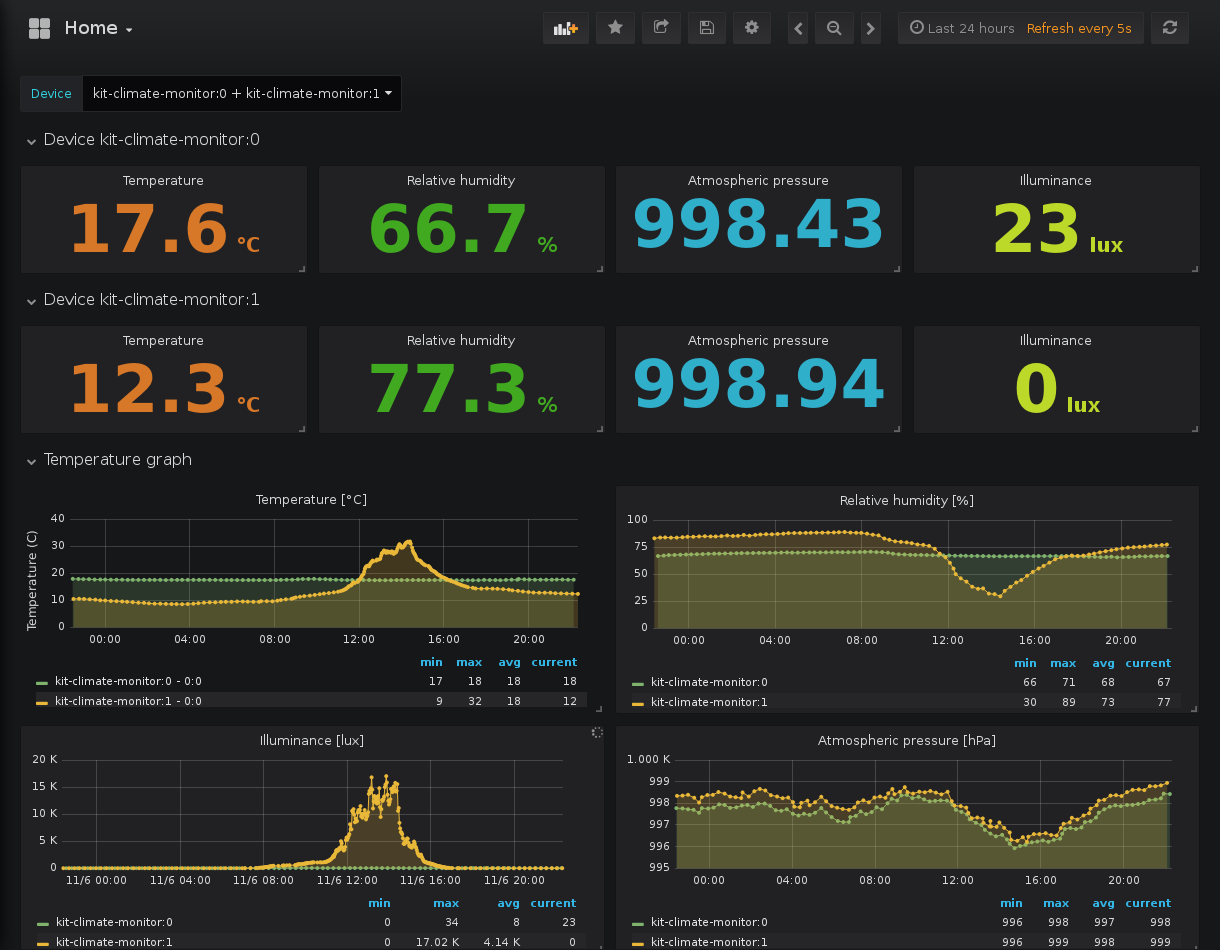 Home
Last 24 hours Refresh every 5s
Device kit-climate-monitor:0 + kit-climate-monitor:1
Device kit-climate-monitor:0
Temperature Relative humidity Atmospheric pressure Illuminance
17.6 °C 66.7 % 998.43 23 lux
Device kit-climate-monitor:1
Temperature Relative humidity Atmospheric pressure Illuminance
12.3 °C 77.3 % 998.94 0 lux
Temperature graph
Temperature [°C]
Temperature (C)
40
30
20
10
0
00:00 04:00 08:00 12:00 16:00 20:00
min max avg current
kit-climate-monitor:0 - 0:0 17 18 18 18
kit-climate-monitor:1 - 0:0 9 32 18 12
Relative humidity [%]
100
75
50
25
0
00:00 04:00 08:00 12:00 16:00 20:00
min max avg current
kit-climate-monitor:0 66 71 68 67
kit-climate-monitor:1 30 89 73 77
Illuminance [lux]
20 K
15 K
10 K
5 K
0
11/6 00:00 11/6 04:00 11/6 08:00 11/6 12:00 11/6 16:00 11/6 20:00
min max avg current
kit-climate-monitor:0 0 34 8 23
kit-climate-monitor:1 0 17.02 K 4.14 K 0
Atmospheric pressure [hPa]
1.000 K
999
998
997
996
995
00:00 04:00 08:00 12:00 16:00 20:00
min max avg current
kit-climate-monitor:0 996 998 997 998
kit-climate-monitor:1 996 999 998 999